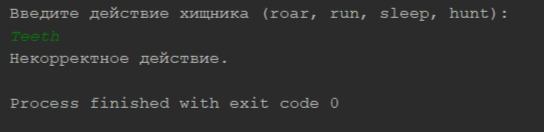 Введите действие хищника (roar, run, sleep, hunt):
Teeth
Некорректное действие.
Process finished with exit code 0